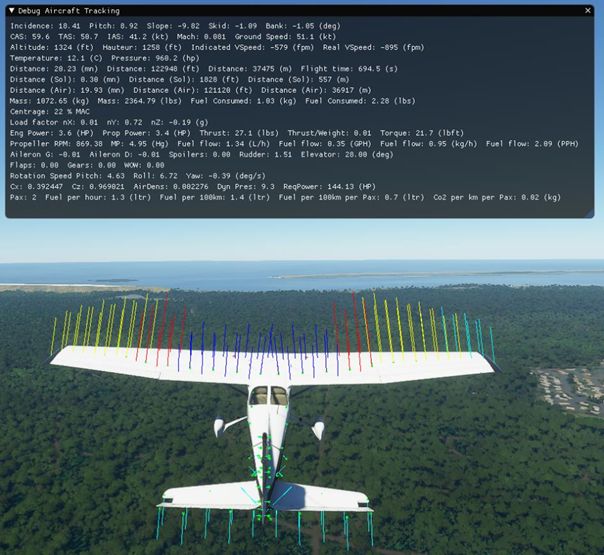 Debug Aircraft Tracking
Incidence: 18.41 Pitch: 8.92 Slope: -9.82 Skid: -1.09 Bank: -1.05 (deg)
CAS: 59.6 TAS: 50.7 IAS: 41.2 (kt) Mach: 0.081 Ground Speed: 51.1 (kt)
Altitude: 1324 (ft) Hauteur: 1258 (ft) Indicated VSpeed: -579 (fpm) Real VSpeed: -895 (fpm)
Temperature: 12.1 (C) Pressure: 960.2 (hp)
Distance: 20.23 (mn) Distance: 122948 (ft) Distance: 37475 (m) Flight time: 694.5 (s)
Distance (Sol): 0.30 (mn) Distance (Sol): 1828 (ft) Distance (Sol): 557 (m)
Distance (Air): 19.93 (mn) Distance (Air): 121120 (ft) Distance (Air): 36917 (m)
Mass: 1072.65 (kg) Mass: 2364.79 (lbs) Fuel Consumed: 1.03 (kg) Fuel Consumed: 2.28 (lbs)
Centrage: 22 % MAC
Load factor nX: 0.01 nY: 0.72 nZ: -0.19 (g)
Eng Power: 3.6 (HP) Prop Power: 3.4 (HP) Thrust: 27.1 (lbs) Thrust/Weight: 0.01 Torque: 21.7 (lbft)
Propeller RPM: 869.38 MP: 4.95 (Hg) Fuel flow: 1.34 (L/h) Fuel flow: 0.35 (GPH) Fuel flow: 0.95 (kg/h) Fuel flow: 2.09 (PPH)
Aileron G: -0.01 Aileron D: -0.01 Spoilers: 0.00 Rudder: 1.51 Elevator: 28.00 (deg)
Flaps: 0.00 Gears: 0.00 WOW: 0.00
Rotation Speed Pitch: 4.63 Roll: 6.72 Yaw: -0.39 (deg/s)
Cx: 0.392447 Cz: 0.969821 AirDens: 0.002276 Dyn Pres: 9.3 ReqPower: 144.13 (HP)
Pax: 2 Fuel per hour: 1.3 (ltr) Fuel per 100km: 1.4 (ltr) Fuel per 100km per Pax: 0.7 (ltr) Co2 per km per Pax: 0.02 (kg)